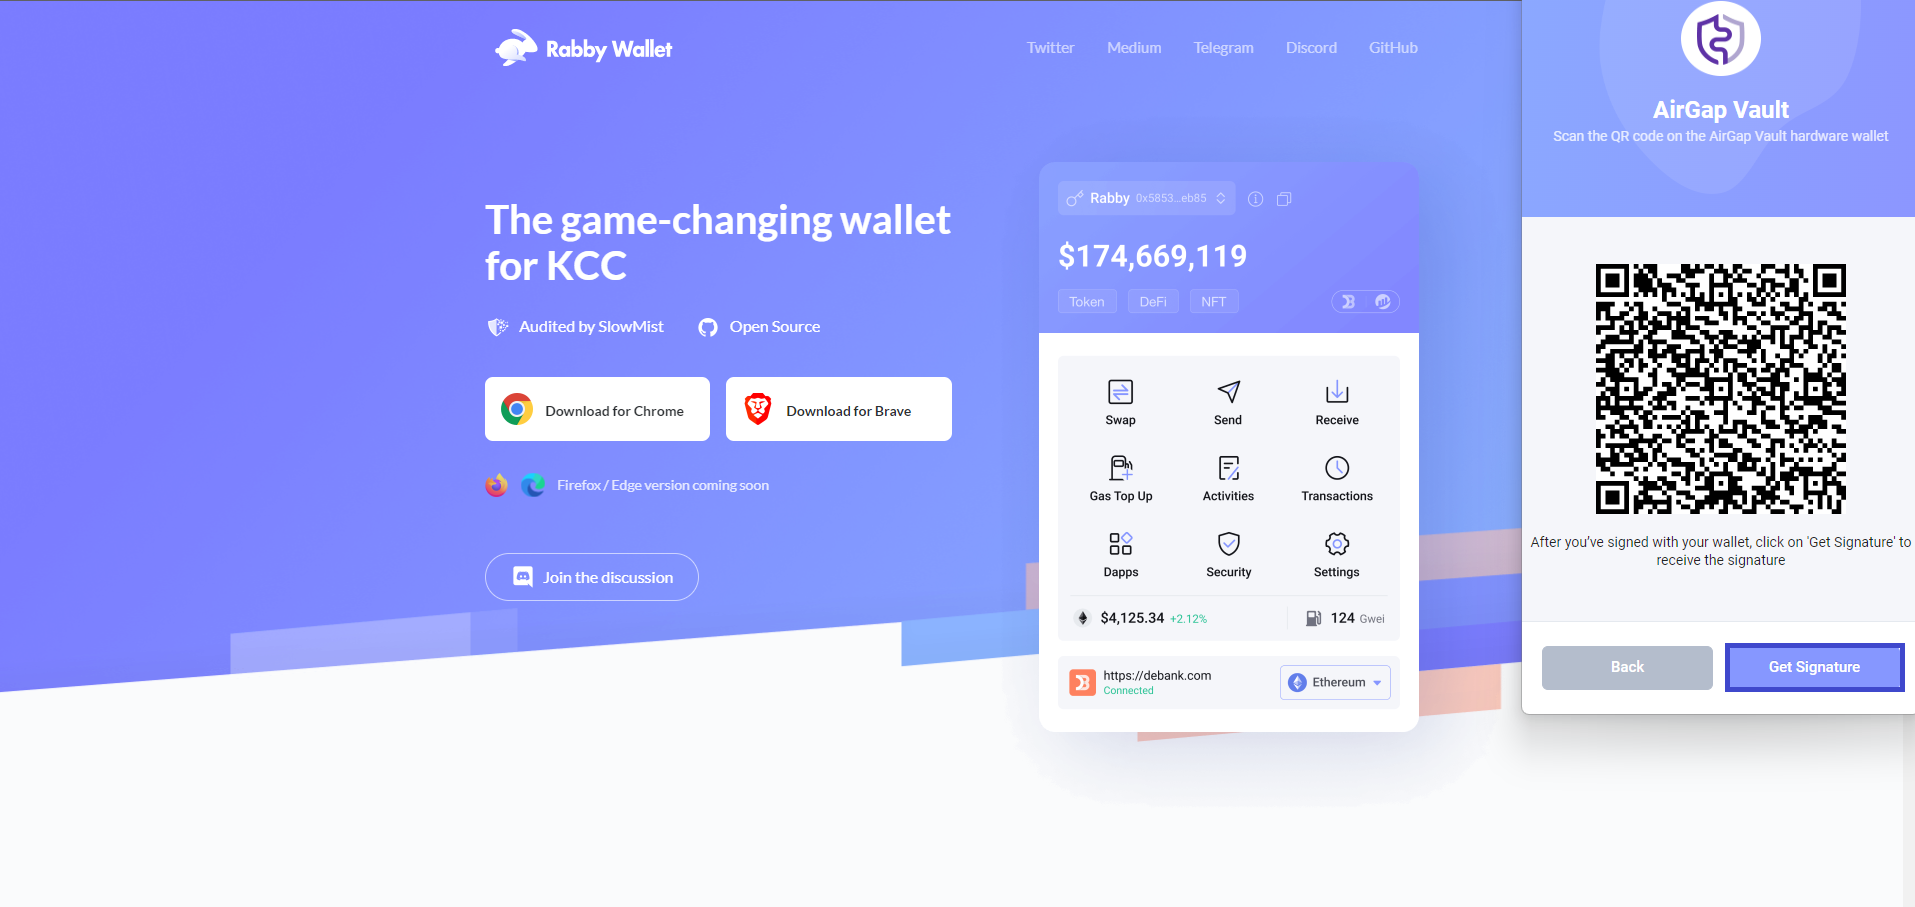 Rabby Wallet
Twitter
Medium
Telegram
Discord
GitHub
The game-changing wallet
for KCC
Audited by SlowMist
Open Source
Download for Chrome
Download for Brave
Firefox / Edge version coming soon
Join the discussion
Rabby 0x5853...eb85
$174,669,119
Token
DeFi
NFT
Swap
Send
Receive
Gas Top Up
Activities
Transactions
Dapps
Security
Settings
$4,125.34 +2.12%
124 Gwei
https://debank.com
Connected
Ethereum
AirGap Vault
Scan the QR code on the AirGap Vault hardware wallet
After you've signed with your wallet, click on 'Get Signature' to
receive the signature
Back
Get Signature